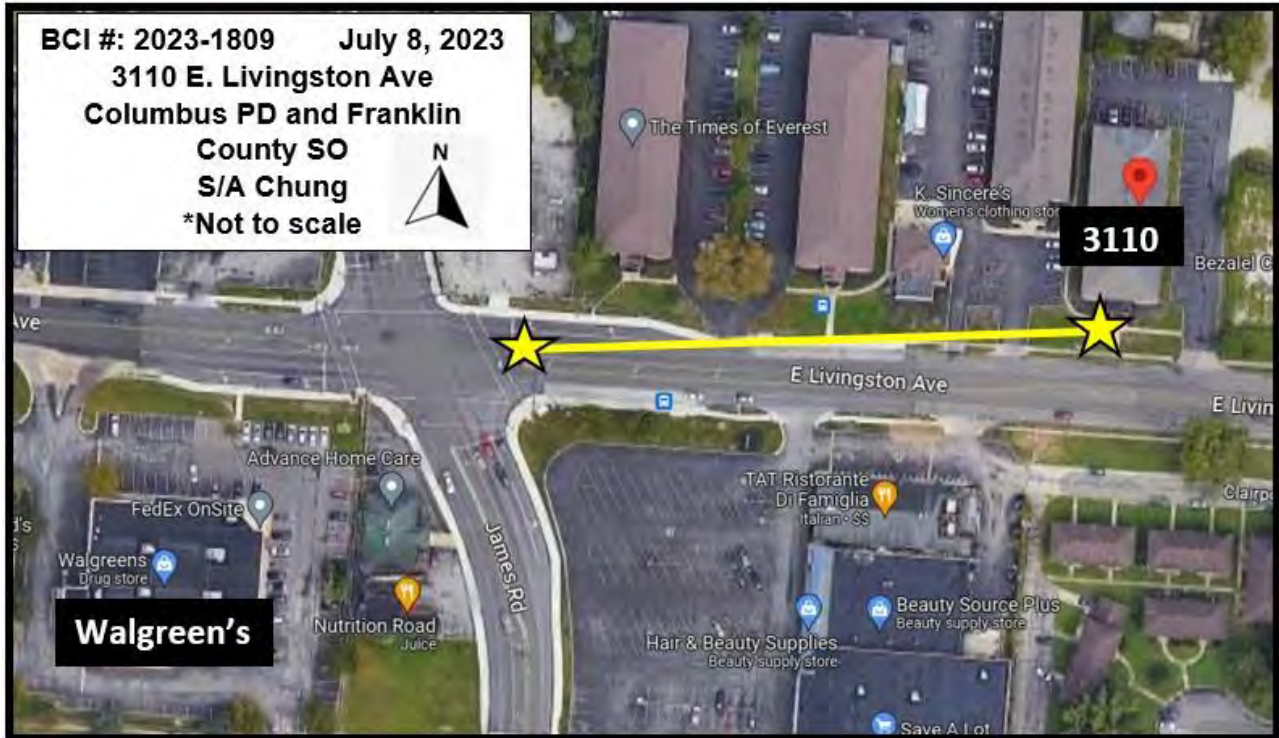 BCI #: 2023-1809 July 8, 2023
3110 E. Livingston Ave
Columbus PD and Franklin
County SO
S/A Chung
*Not to scale
N
The Times of Everest
K. Sincere's
Women's clothing stor
3110
Bezalel C
Ave
E Livingston Ave
E Livin
Advance Home Care
FedEx OnSite
TAT Ristorante
Di Famiglia
Italian • $$
Clairpo
d's
Walgreens
Drug store
James Rd
Walgreen's
Nutrition Road
Juice
Beauty Source Plus
Beauty supply store
Hair & Beauty Supplies
Beauty supply store
Save A Lot